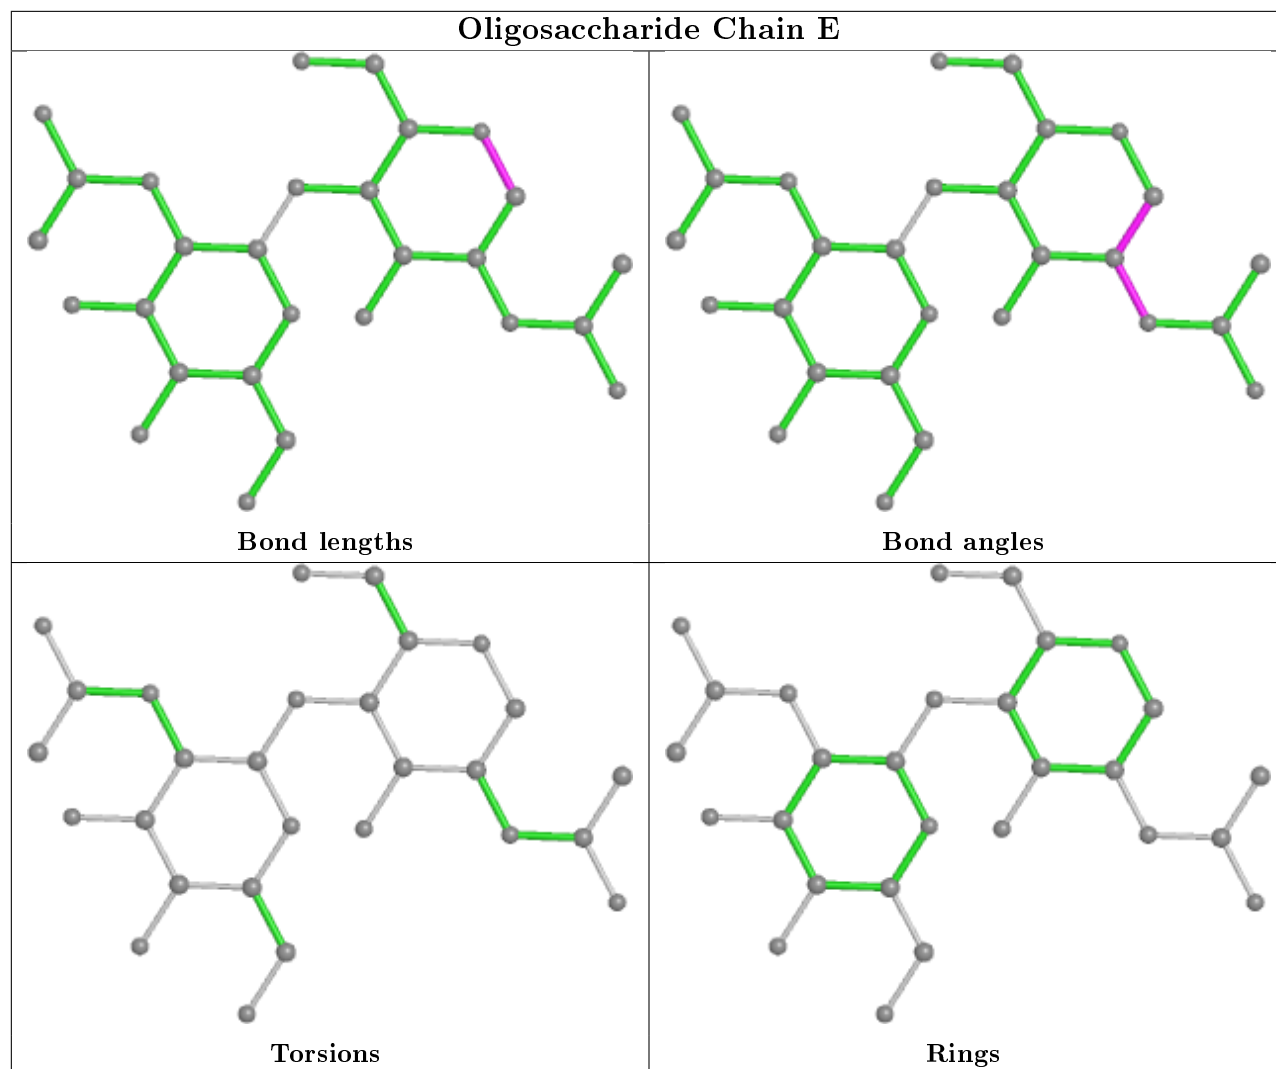 Oligosaccharide Chain E
Bond lengths
Bond angles
Torsions
Rings